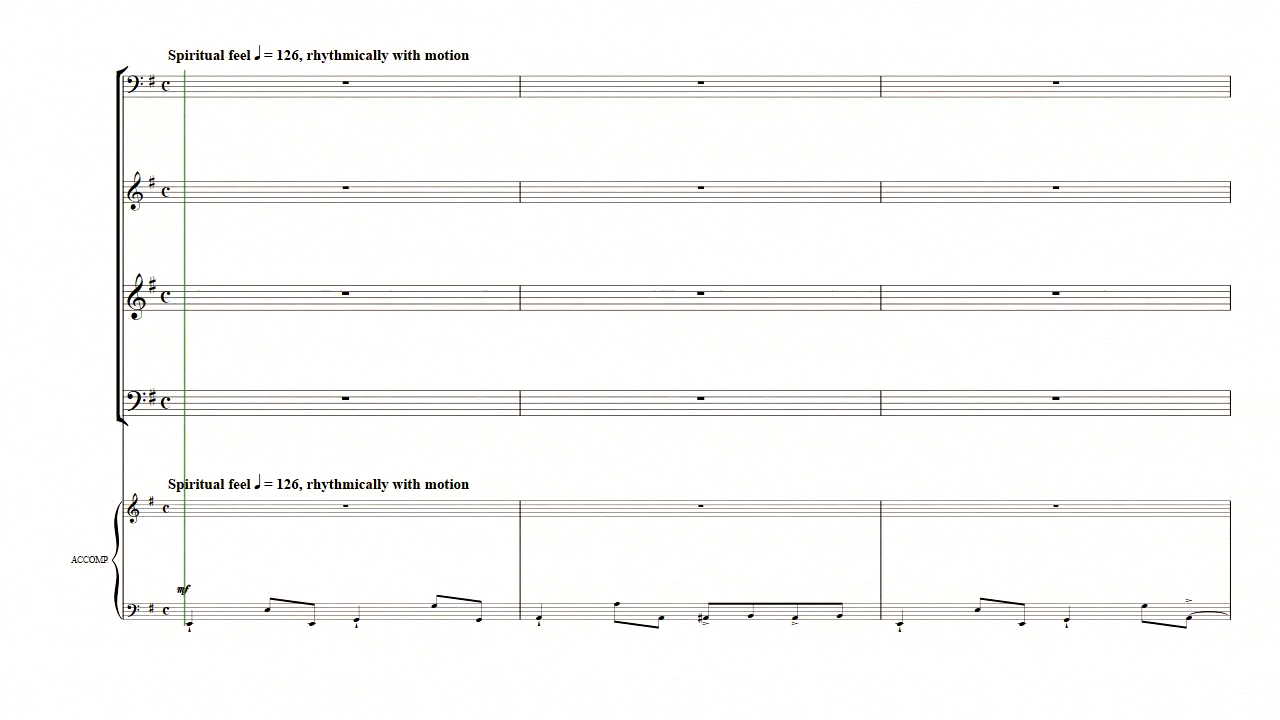 Spiritual feel ♩ = 126, rhythmically with motion
Spiritual feel ♩ = 126, rhythmically with motion
ACCOMP.
mf